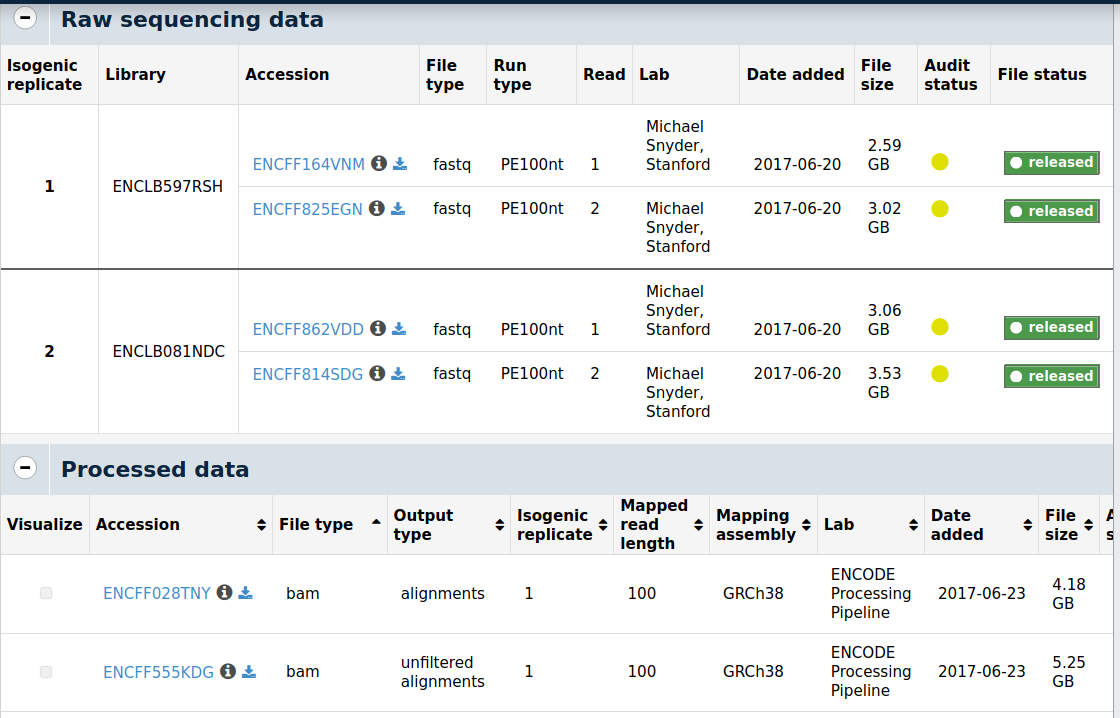 Raw sequencing data
Isogenic replicate Library Accession File type Run type Read Lab Date added File size Audit status File status
1 ENCLB597RSH ENCFF164VNM fastq PE100nt 1 Michael Snyder, Stanford 2017-06-20 2.59 GB released
ENCFF825EGN fastq PE100nt 2 Michael Snyder, Stanford 2017-06-20 3.02 GB released
2 ENCLB081NDC ENCFF862VDD fastq PE100nt 1 Michael Snyder, Stanford 2017-06-20 3.06 GB released
ENCFF814SDG fastq PE100nt 2 Michael Snyder, Stanford 2017-06-20 3.53 GB released
Processed data
Visualize Accession File type Output type Isogenic replicate Mapped read length Mapping assembly Lab Date added File size
ENCFF028TNY bam alignments 1 100 GRCh38 ENCODE Processing Pipeline 2017-06-23 4.18 GB
ENCFF555KDG bam unfiltered alignments 1 100 GRCh38 ENCODE Processing Pipeline 2017-06-23 5.25 GB